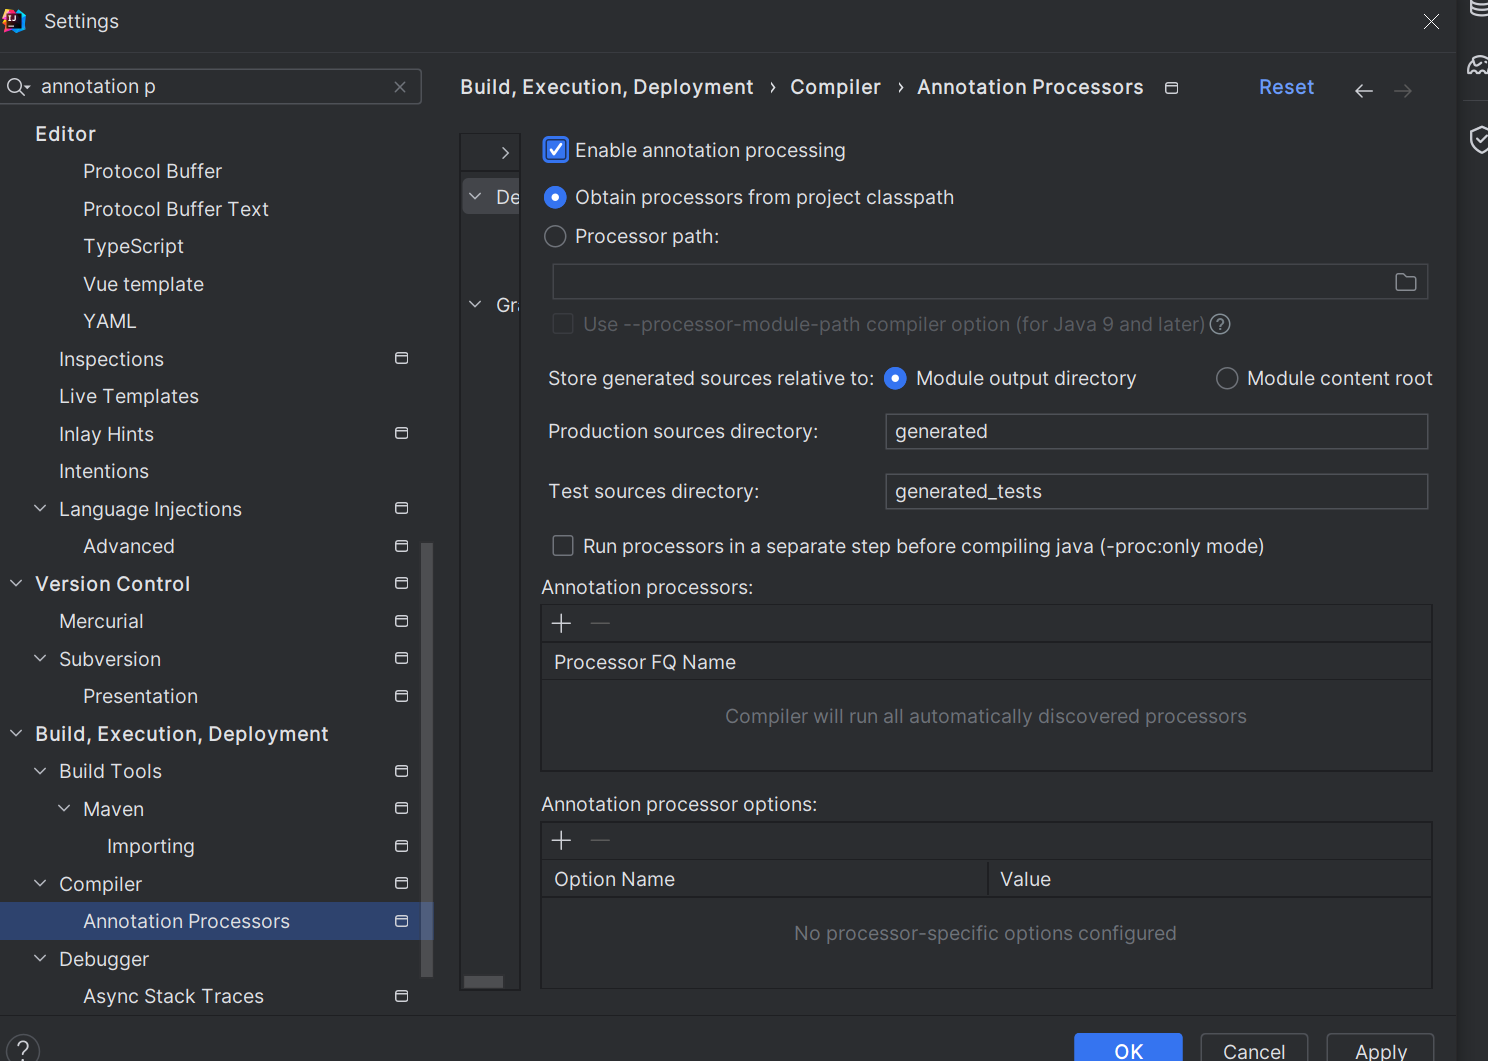 Settings
annotation p
Editor
Protocol Buffer
Protocol Buffer Text
TypeScript
Vue template
YAML
Inspections
Live Templates
Inlay Hints
Intentions
Language Injections
Advanced
Version Control
Mercurial
Subversion
Presentation
Build, Execution, Deployment
Build Tools
Maven
Importing
Compiler
Annotation Processors
Debugger
Async Stack Traces
?
Build, Execution, Deployment › Compiler › Annotation Processors
Reset
De
Gr
Enable annotation processing
Obtain processors from project classpath
Processor path:
Use --processor-module-path compiler option (for Java 9 and later) ?
Store generated sources relative to: Module output directory Module content root
Production sources directory: generated
Test sources directory: generated_tests
Run processors in a separate step before compiling java (-proc:only mode)
Annotation processors:
Processor FQ Name
Compiler will run all automatically discovered processors
Annotation processor options:
Option Name Value
No processor-specific options configured
OK Cancel Apply